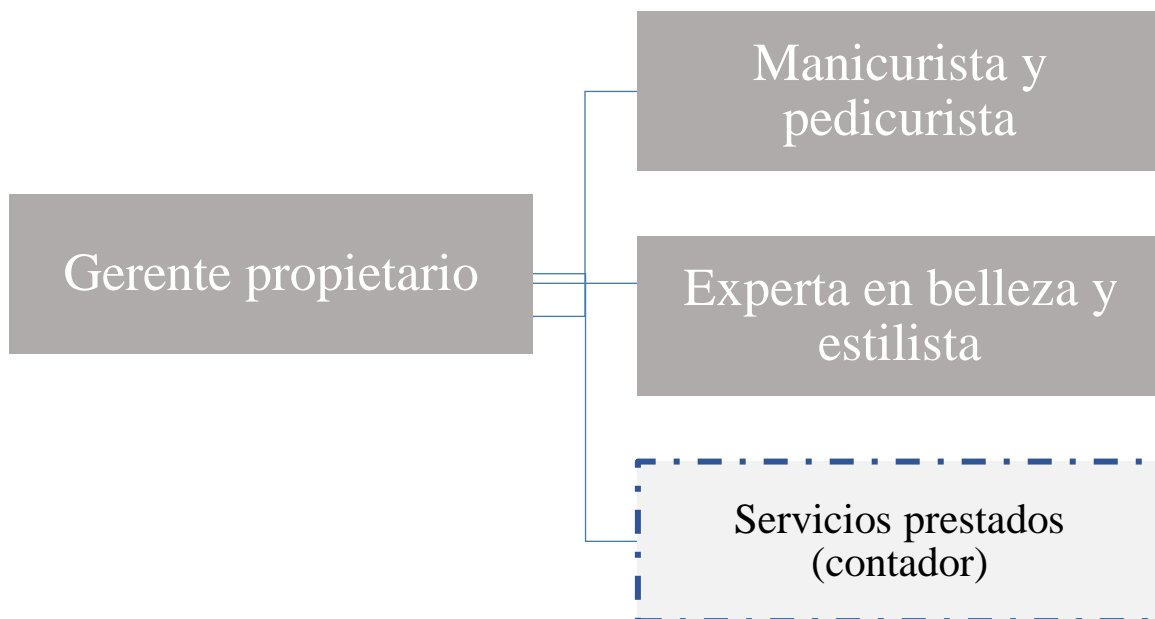 Manicurista y
pedicurista
Gerente propietario
Experta en belleza y
estilista
Servicios prestados
(contador)